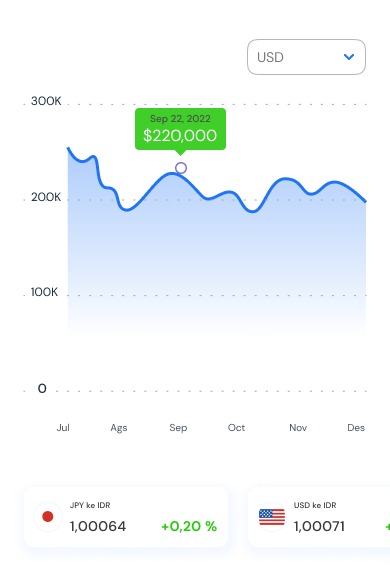 USD
300K
Sep 22, 2022
$220,000
200K
100K
0
Jul Ags Sep Oct Nov Des
JPY ke IDR
1,00064 +0,20 %
USD ke IDR
1,00071 +